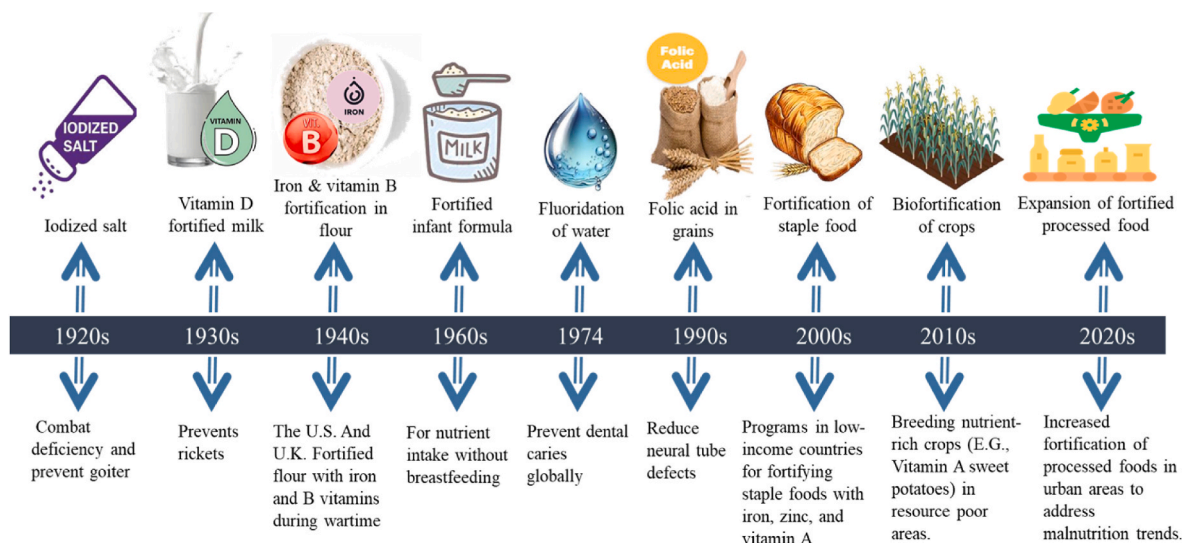 IODIZED
SALT
VITAMIN
D
VIT.
B
IRON
MILK
Folic
Acid
Iodized salt
Vitamin D
fortified milk
Iron & vitamin B
fortification in
flour
Fortified
infant formula
Fluoridation
of water
Folic acid in
grains
Fortification of
staple food
Biofortification
of crops
Expansion of fortified
processed food
1920s
1930s
1940s
1960s
1974
1990s
2000s
2010s
2020s
Combat
deficiency and
prevent goiter
Prevents
rickets
The U.S. And
U.K. Fortified
flour with iron
and B vitamins
during wartime
For nutrient
intake without
breastfeeding
Prevent dental
caries
globally
Reduce
neural tube
defects
Programs in low-
income countries
for fortifying
staple foods with
iron, zinc, and
vitamin A
Breeding nutrient-
rich crops (E.G.,
Vitamin A sweet
potatoes) in
resource poor
areas.
Increased
fortification of
processed foods in
urban areas to
address
malnutrition trends.